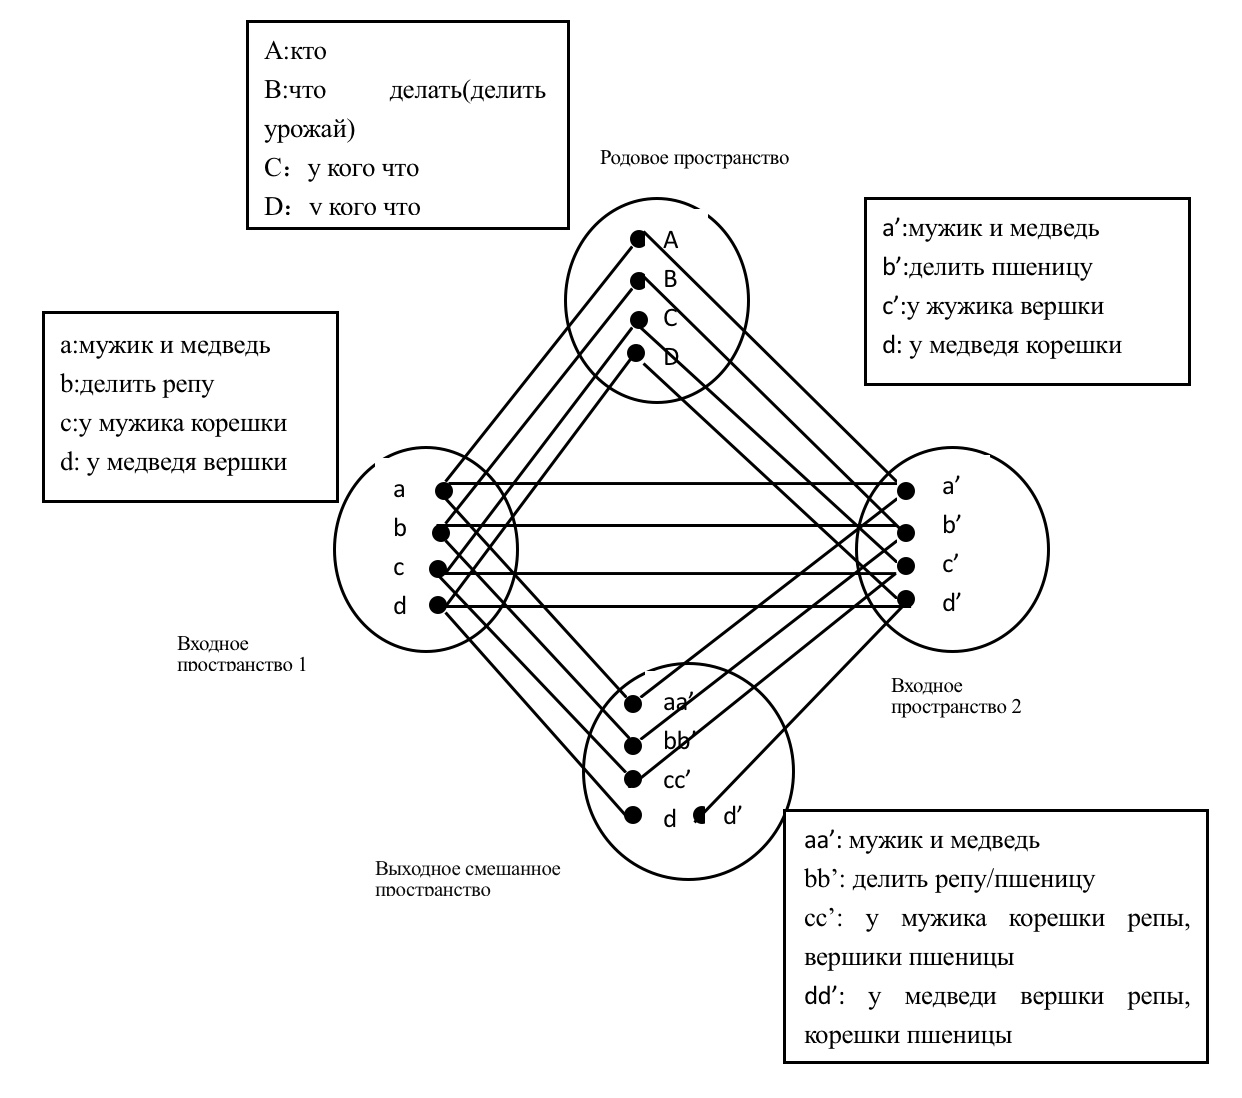 A:кто
B:что делать(делить
урожай)
C: у кого что
D: у кого что
Родовое пространство
A
B
C
D
a′:мужик и медведь
b′:делить пшеницу
c′:у жужика вершки
d: у медведя корешки
a:мужик и медведь
b:делить репу
c:у мужика корешки
d: у медведя вершки
a
b
c
d
a′
b′
c′
d′
Входное
пространство 1
Входное
пространство 2
aa′
bb′
cc′
d d′
Выходное смешанное
пространство
aa′: мужик и медведь
bb’: делить репу/пшеницу
cc’: у мужика корешки репы,
вершики пшеницы
dd′: у медведи вершки репы,
корешки пшеницы